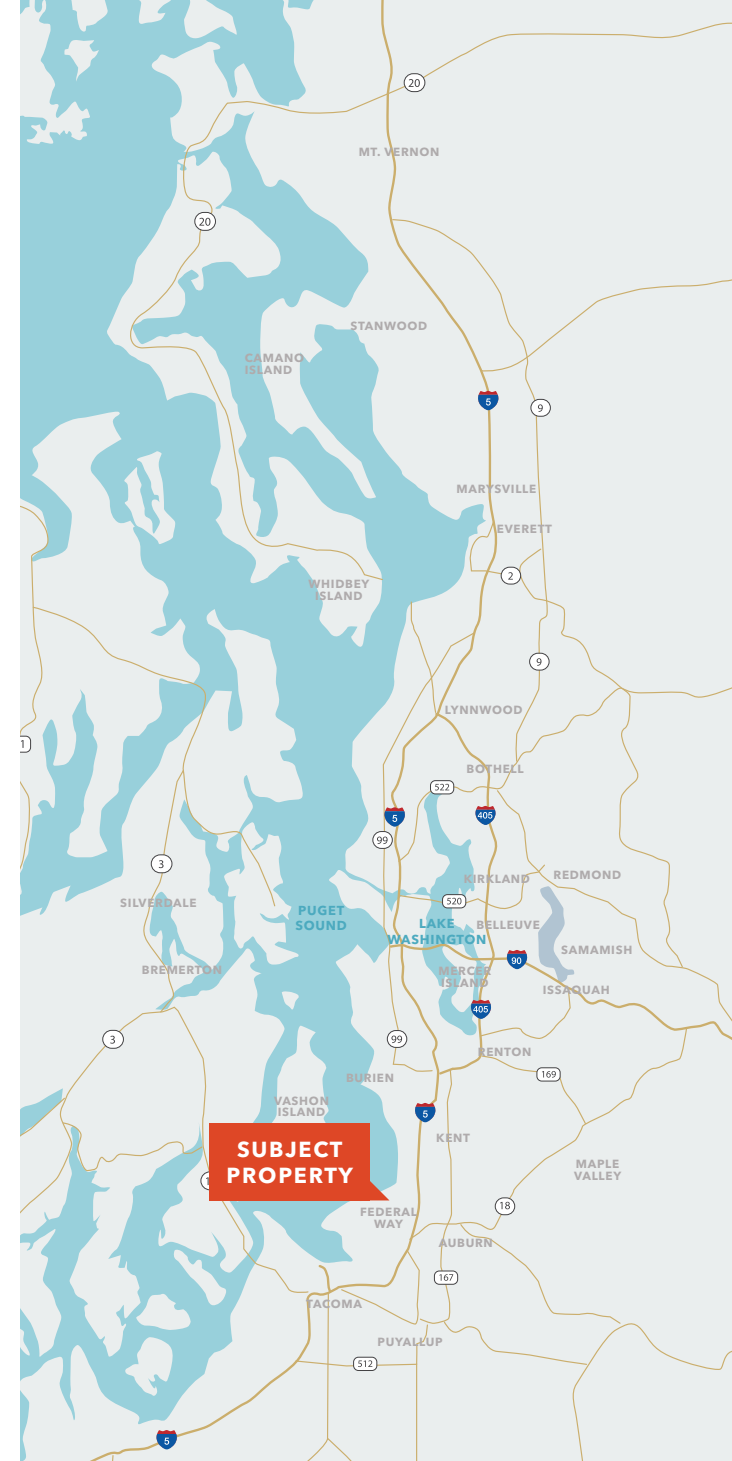 20
MT. VERNON
20
STANWOOD
CAMANO
ISLAND
5
9
MARYSVILLE
EVERETT
2
WHIDBEY
ISLAND
9
LYNNWOOD
1
BOTHELL
522
5
405
99
3
KIRKLAND
REDMOND
SILVERDALE
520
PUGET
SOUND
LAKE
WASHINGTON
BELLEUVE
SAMAMISH
90
BREMERTON
MERCER
ISLAND
ISSAQUAH
405
3
99
RENTON
169
BURIEN
VASHON
ISLAND
5
KENT
SUBJECT
PROPERTY
MAPLE
VALLEY
1
18
FEDERAL
WAY
AUBURN
167
TACOMA
PUYALLUP
512
5